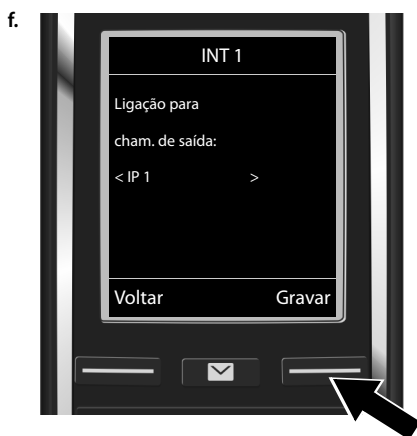 f.
INT 1
Ligação para
cham. de saída:
< IP 1 >
Voltar Gravar